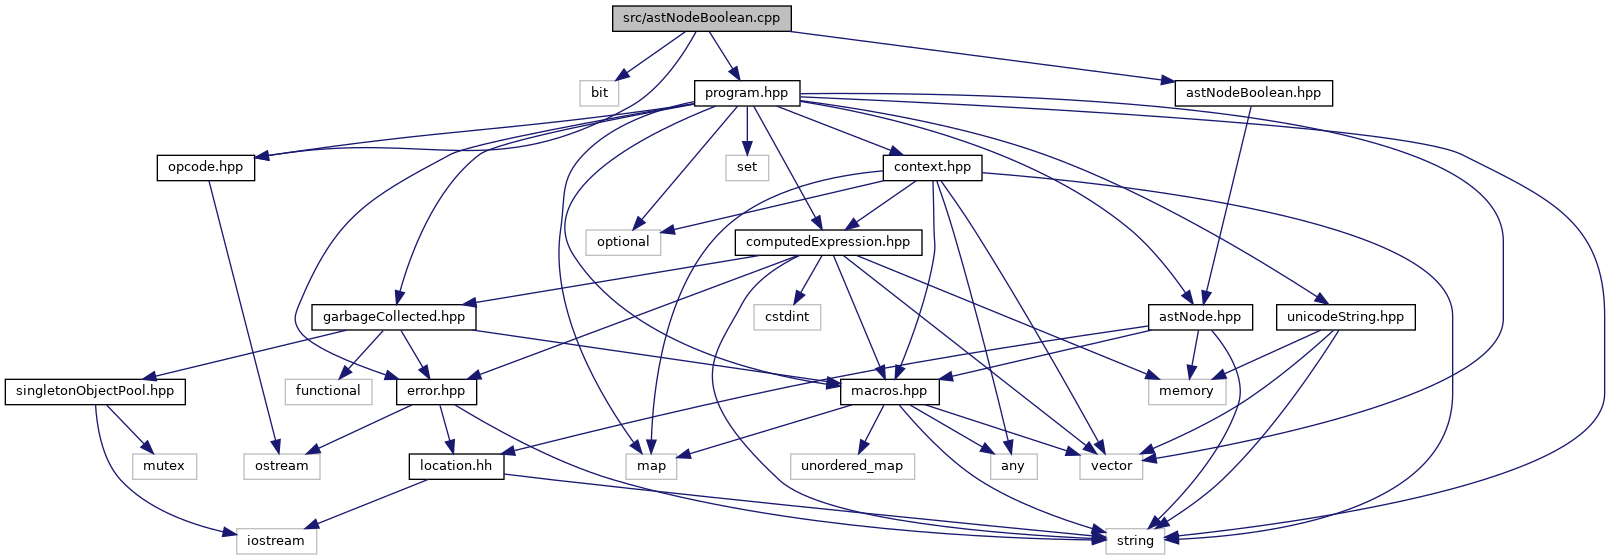 src/astNodeBoolean.cpp
bit
program.hpp
astNodeBoolean.hpp
opcode.hpp
set
context.hpp
optional
computedExpression.hpp
garbageCollected.hpp
cstdint
astNode.hpp
unicodeString.hpp
singletonObjectPool.hpp
functional
error.hpp
macros.hpp
memory
mutex
ostream
location.hh
map
unordered_map
any
vector
iostream
string